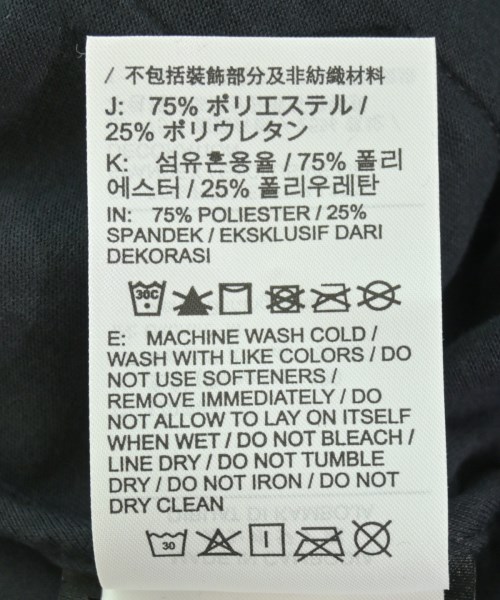 / 不包括裝飾部分及非紡織材料
J: 75% ポリエステル /
25% ポリウレタン
K: 섬유혼용율 / 75% 폴리
에스터 / 25% 폴리우레탄
IN: 75% POLIESTER / 25%
SPANDEK / EKSKLUSIF DARI
DEKORASI
30C
E: MACHINE WASH COLD /
WASH WITH LIKE COLORS / DO
NOT USE SOFTENERS /
REMOVE IMMEDIATELY / DO
NOT ALLOW TO LAY ON ITSELF
WHEN WET / DO NOT BLEACH /
LINE DRY / DO NOT TUMBLE
DRY / DO NOT IRON / DO NOT
DRY CLEAN
30